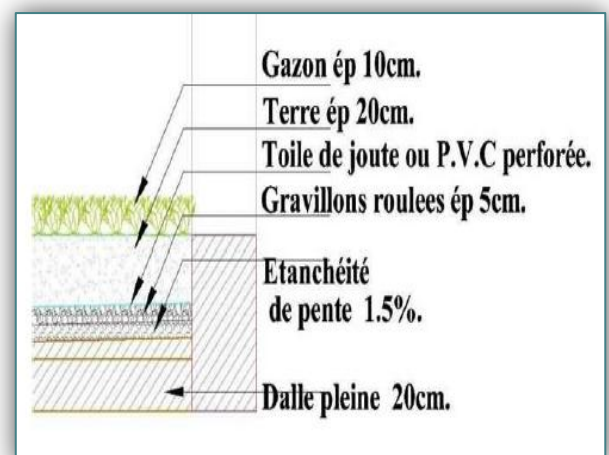 Gazon ép 10cm.
Terre ép 20cm.
Toile de joute ou P.V.C perforée.
Gravillons roulees ép 5cm.
Etanchéité
de pente 1.5%.
Dalle pleine 20cm.